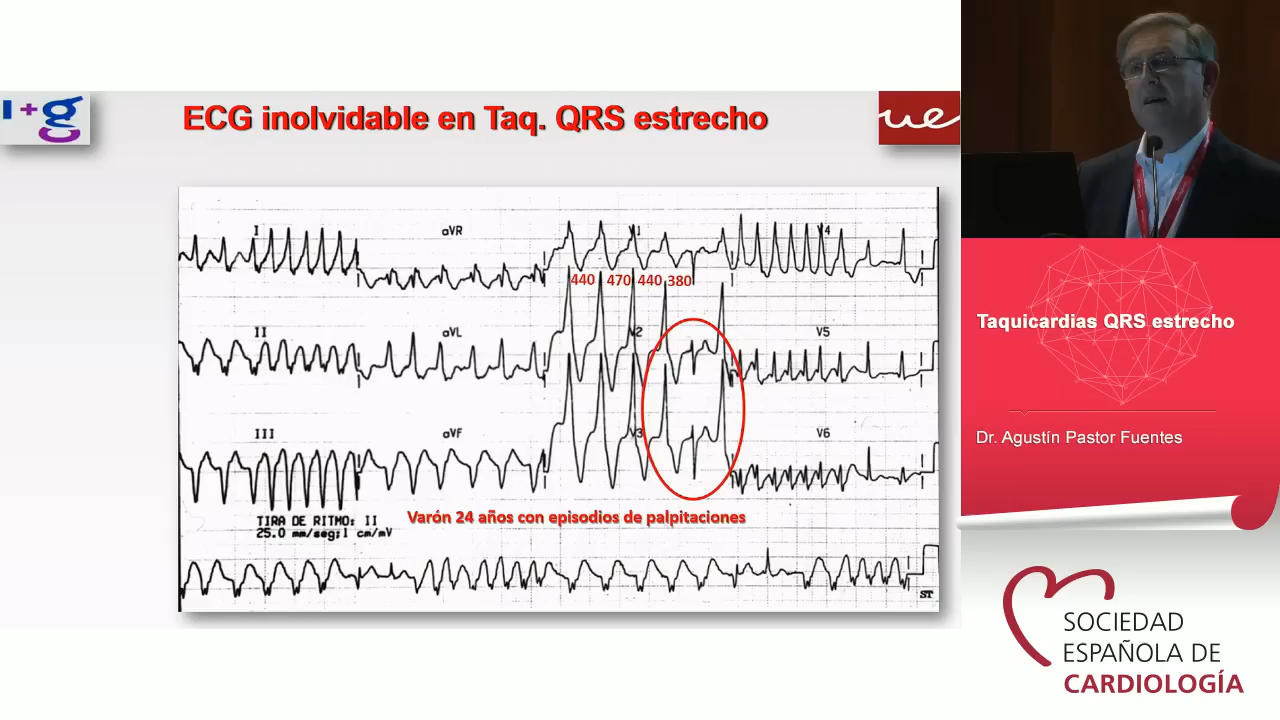 i+g
ECG inolvidable en Taq. QRS estrecho
ue
I
aVR
V1
V4
440 470 440 380
II
aVL
V2
V5
III
aVF
V3
V6
TIRA DE RITMO: II
25.0 mm/seg;1 cm/mV
Varón 24 años con episodios de palpitaciones
ST
Taquicardias QRS estrecho
Dr. Agustín Pastor Fuentes
SOCIEDAD
ESPAÑOLA DE
CARDIOLOGÍA